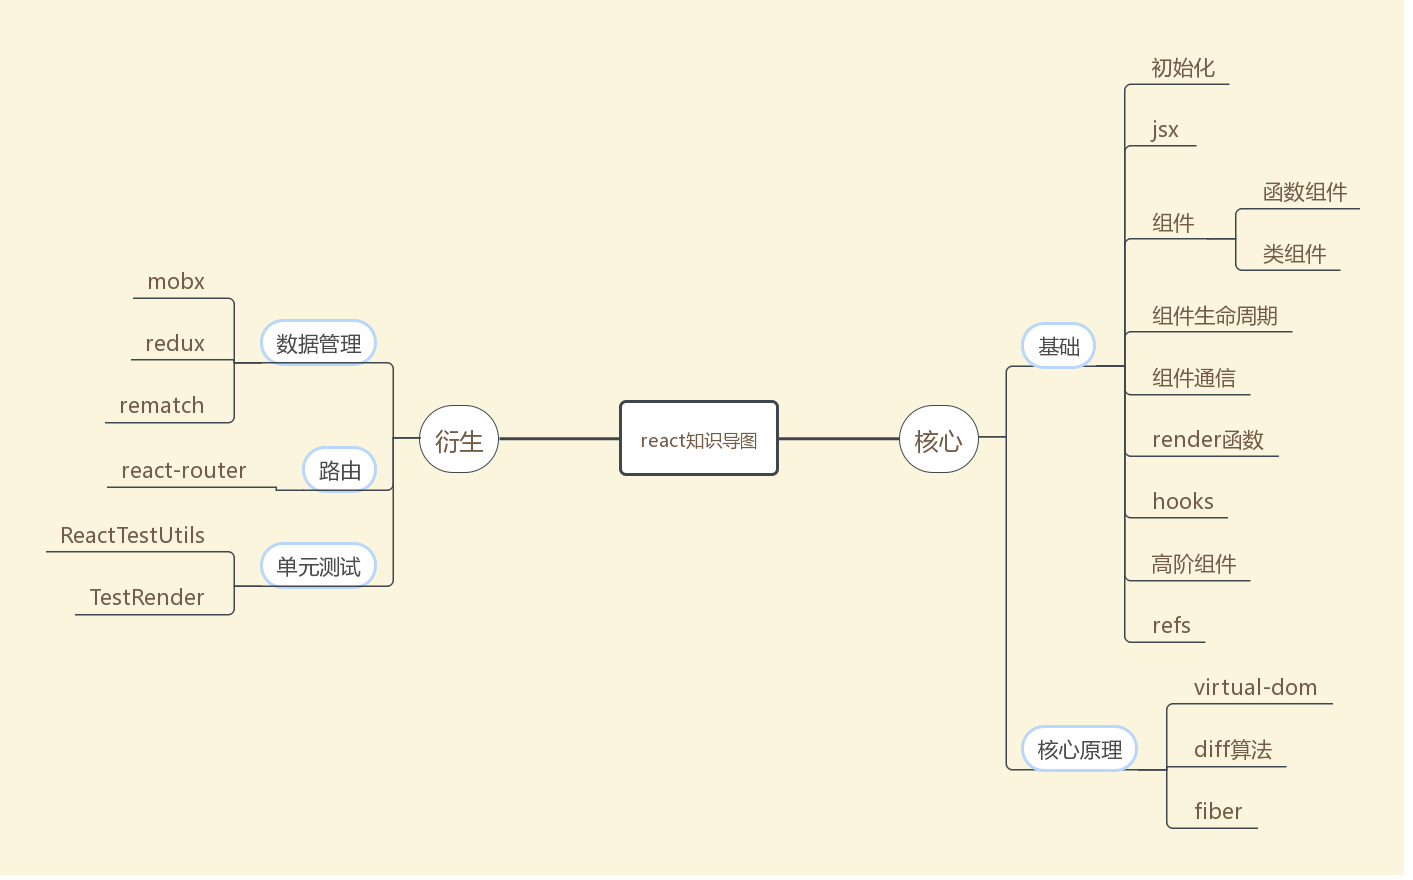 react知识导图
核心
基础
初始化
jsx
组件
函数组件
类组件
组件生命周期
组件通信
render函数
hooks
高阶组件
refs
核心原理
virtual-dom
diff算法
fiber
衍生
数据管理
mobx
redux
rematch
路由
react-router
单元测试
ReactTestUtils
TestRender